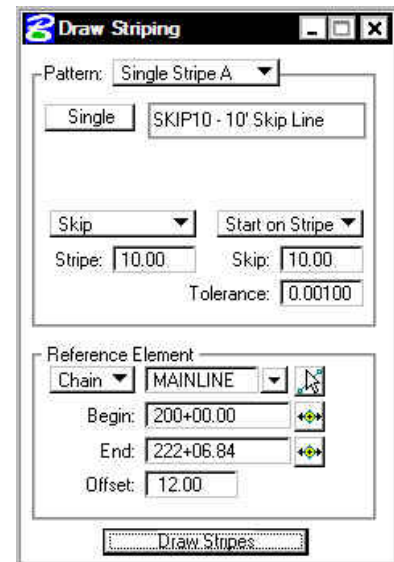 Draw Striping
Pattern: Single Stripe A
Single SKIP10 - 10' Skip Line
Skip Start on Stripe
Stripe: 10.00 Skip: 10.00
Tolerance: 0.00100
Reference Element
Chain MAINLINE
Begin: 200+00.00
End: 222+06.84
Offset: 12.00
Draw Stripes